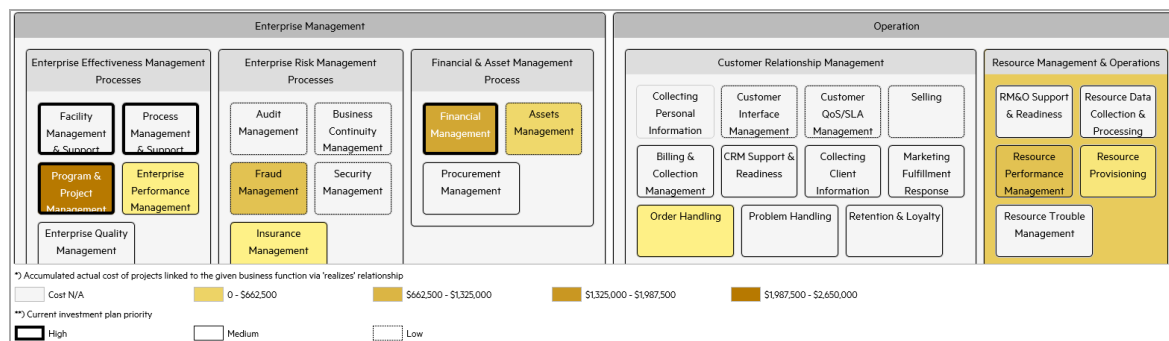 Enterprise Management
Operation
Enterprise Effectiveness Management
Processes
Enterprise Risk Management
Processes
Financial & Asset Management
Process
Customer Relationship Management
Resource Management & Operations
Facility
Management
& Support
Process
Management
& Support
Audit
Management
Business
Continuity
Management
Financial
Management
Assets
Management
Collecting
Personal
Information
Customer
Interface
Management
Customer
QoS/SLA
Management
Selling
RM&O Support
& Readiness
Resource Data
Collection &
Processing
Program &
Project
Management
Enterprise
Performance
Management
Fraud
Management
Security
Management
Procurement
Management
Billing &
Collection
Management
CRM Support &
Readiness
Collecting
Client
Information
Marketing
Fulfillment
Response
Resource
Performance
Management
Resource
Provisioning
Enterprise Quality
Management
Insurance
Management
Order Handling
Problem Handling
Retention & Loyalty
Resource Trouble
Management
*) Accumulated actual cost of projects linked to the given business function via 'realizes' relationship
Cost N/A
0 - $662,500
$662,500 - $1,325,000
$1,325,000 - $1,987,500
$1,987,500 - $2,650,000
**) Current investment plan priority
High
Medium
Low